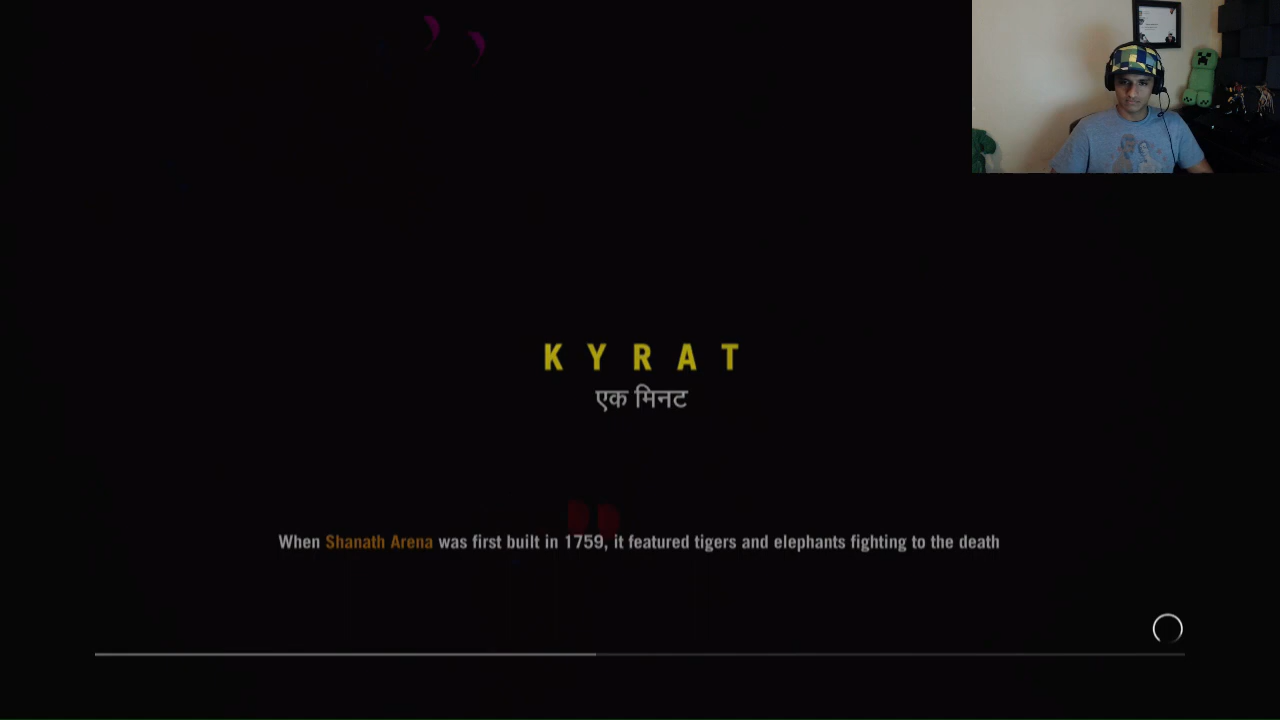 KYRAT
एक मिनट
When Shanath Arena was first built in 1759, it featured tigers and elephants fighting to the death